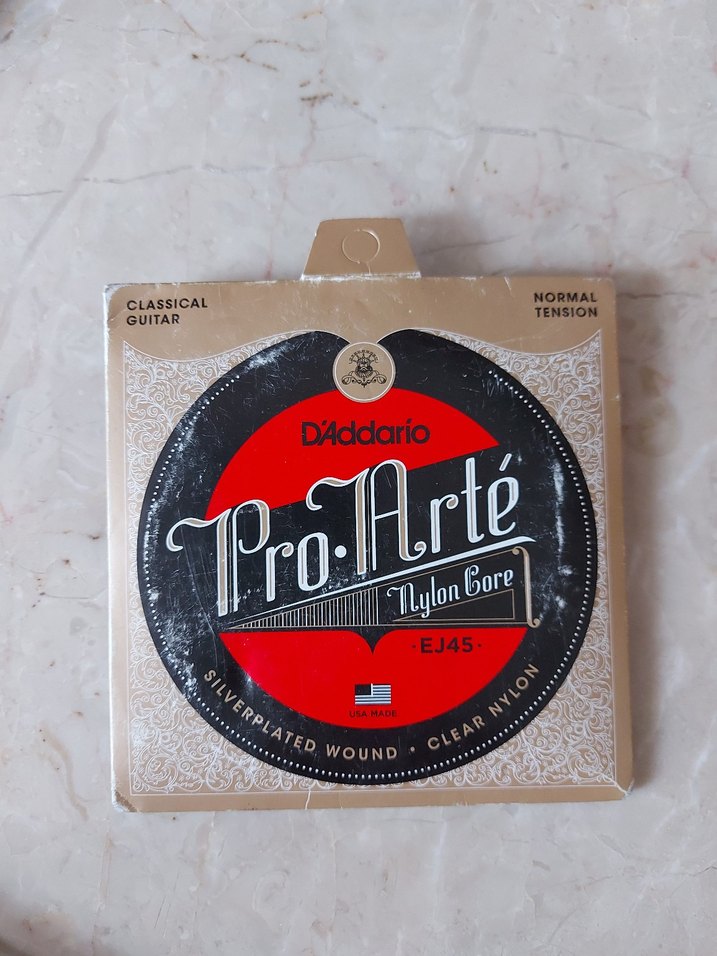 CLASSICAL
GUITAR
NORMAL
TENSION
D'Addario
Pro·Arté
Nylon Core
·EJ45·
USA MADE
SILVERPLATED WOUND • CLEAR NYLON